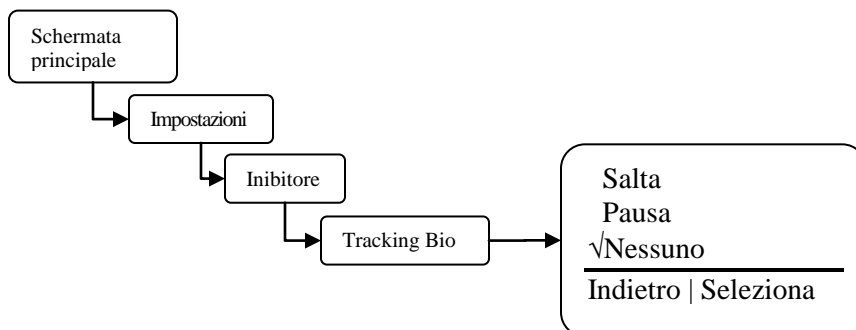 Schermata
principale
Impostazioni
Inibitore
Tracking Bio
Salta
Pausa
√Nessuno
Indietro | Seleziona